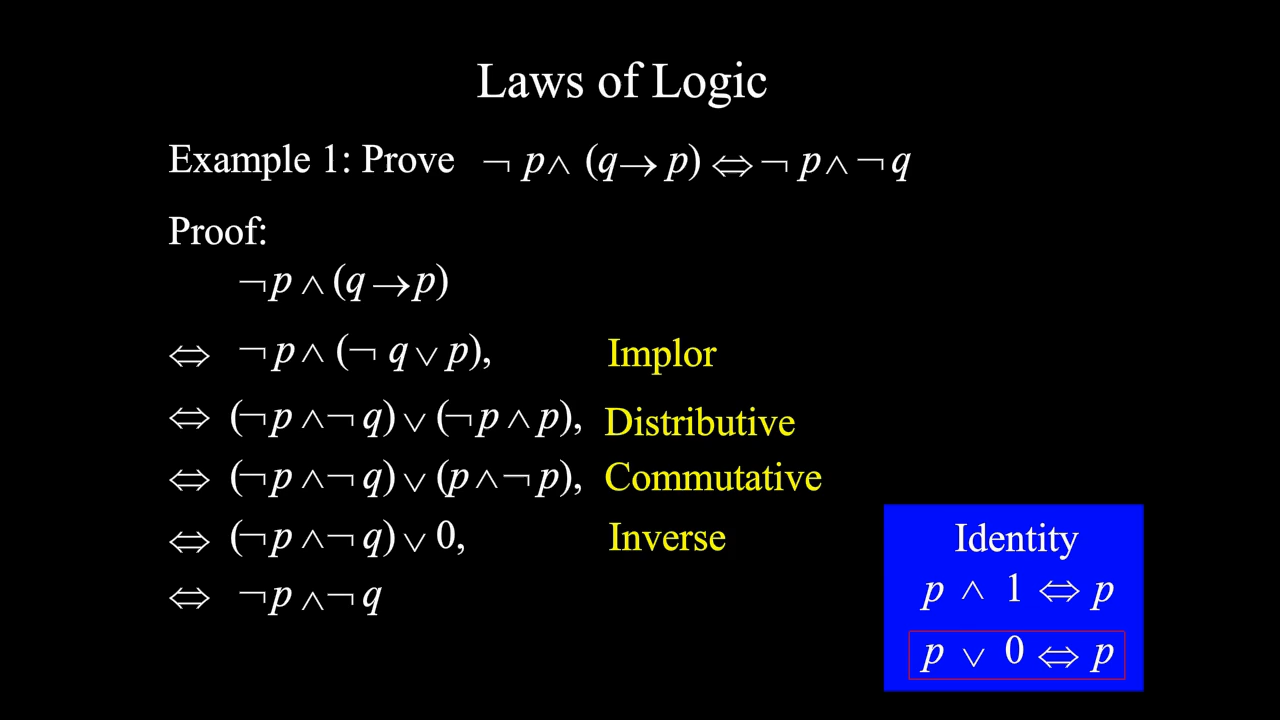 Laws of Logic
Example 1: Prove ¬ p ∧ (q → p) ⇔ ¬ p ∧ ¬ q
Proof:
¬ p ∧ (q → p)
⇔ ¬ p ∧ (¬ q ∨ p), Implor
⇔ (¬ p ∧ ¬ q) ∨ (¬ p ∧ p), Distributive
⇔ (¬ p ∧ ¬ q) ∨ (p ∧ ¬ p), Commutative
⇔ (¬ p ∧ ¬ q) ∨ 0, Inverse
⇔ ¬ p ∧ ¬ q
Identity
p ∧ 1 ⇔ p
p ∨ 0 ⇔ p